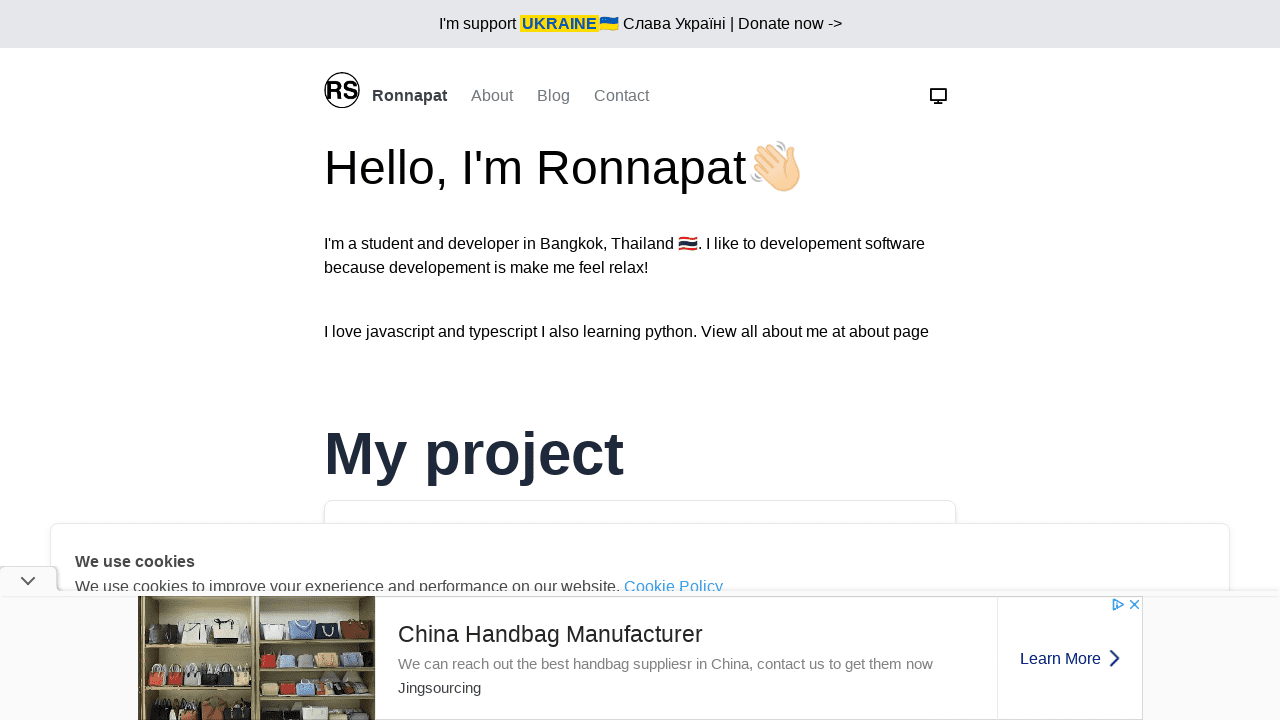 I'm support UKRAINE🇺🇦 Слава Україні | Donate now ->
RS
Ronnapat About Blog Contact
Hello, I'm Ronnapat👋🏻
I'm a student and developer in Bangkok, Thailand 🇹🇭. I like to developement software
because developement is make me feel relax!
I love javascript and typescript I also learning python. View all about me at about page
My project
We use cookies
We use cookies to improve your experience and performance on our website. Cookie Policy
China Handbag Manufacturer
We can reach out the best handbag suppliesr in China, contactus to get them now
Jingsourcing
Learn More